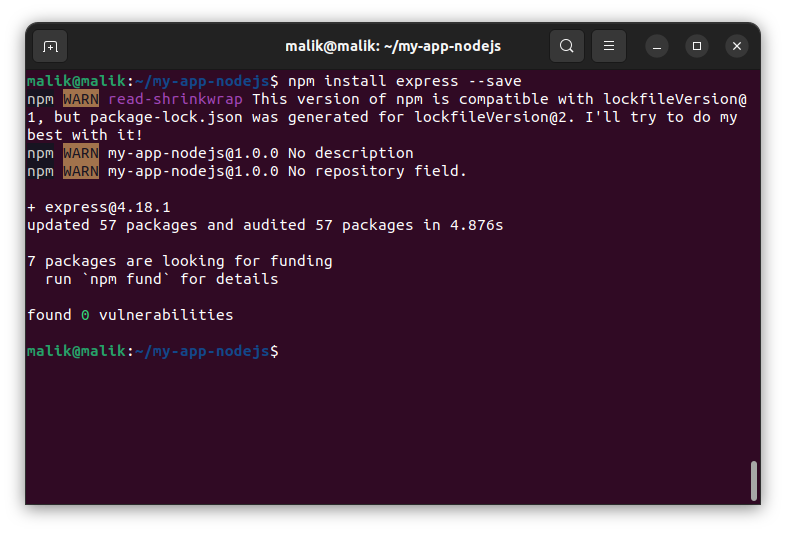 malik@malik: ~/my-app-nodejs
malik@malik:~/my-app-nodejs$ npm install express --save
npm WARN read-shrinkwrap This version of npm is compatible with lockfileVersion@
1, but package-lock.json was generated for lockfileVersion@2. I'll try to do my
best with it!
npm WARN my-app-nodejs@1.0.0 No description
npm WARN my-app-nodejs@1.0.0 No repository field.
+ express@4.18.1
updated 57 packages and audited 57 packages in 4.876s
7 packages are looking for funding
  run `npm fund` for details
found 0 vulnerabilities
malik@malik:~/my-app-nodejs$